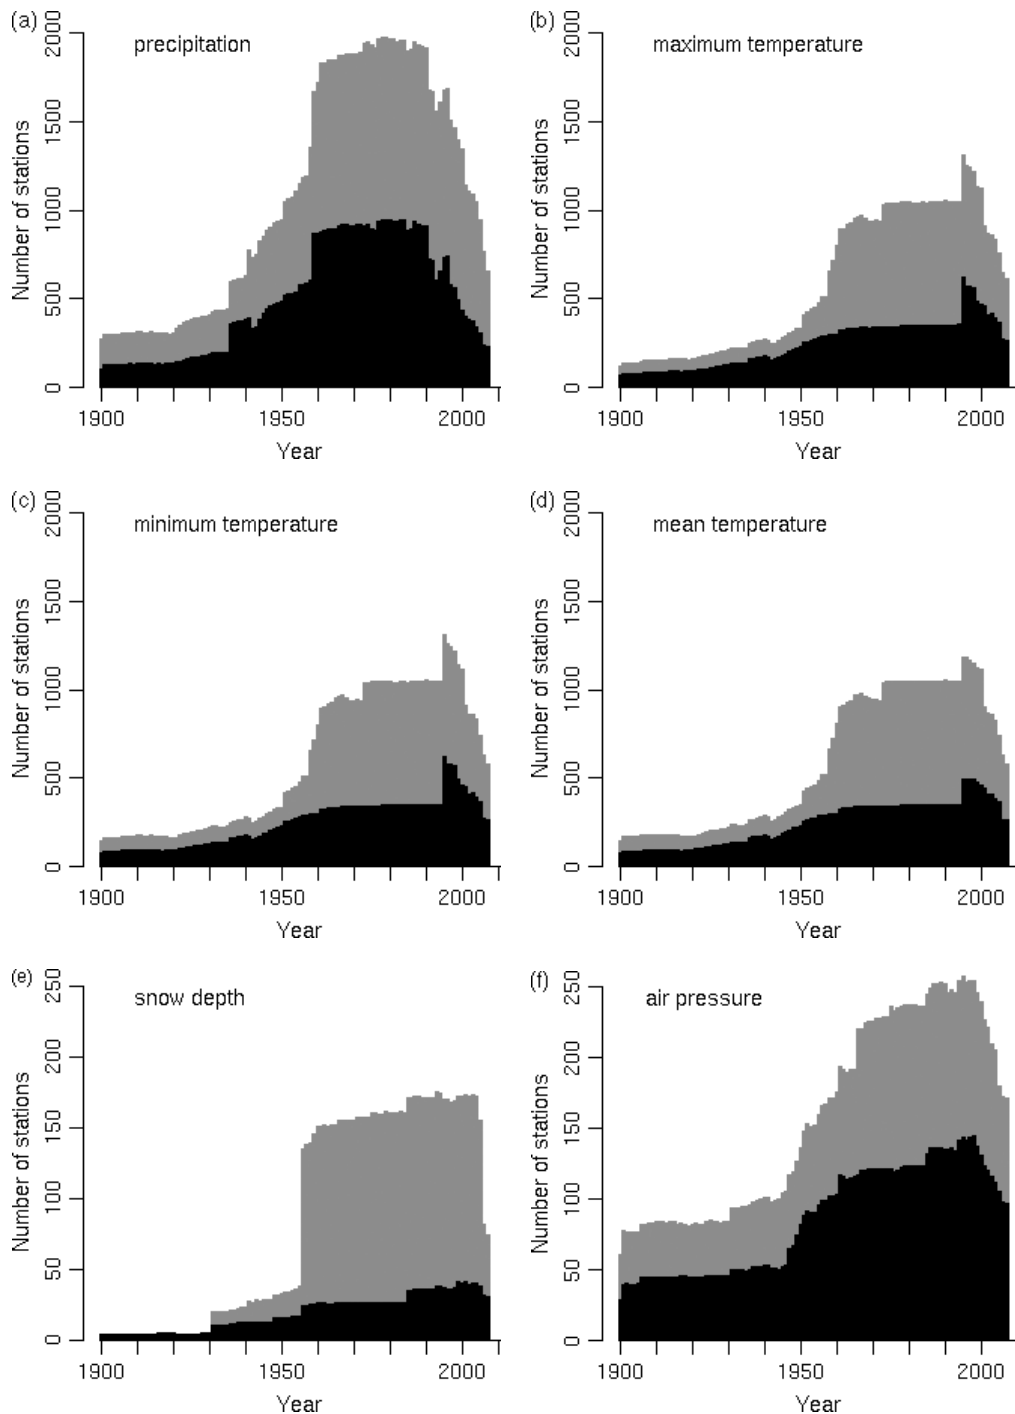 (a)
precipitation
Number of stations
0 500 1000 1500 2000
1900 1950 2000
Year
(b)
maximum temperature
Number of stations
0 500 1000 1500 2000
1900 1950 2000
Year
(c)
minimum temperature
Number of stations
0 500 1000 1500 2000
1900 1950 2000
Year
(d)
mean temperature
Number of stations
0 500 1000 1500 2000
1900 1950 2000
Year
(e)
snow depth
Number of stations
0 50 100 150 200 250
1900 1950 2000
Year
(f)
air pressure
Number of stations
0 50 100 150 200 250
1900 1950 2000
Year